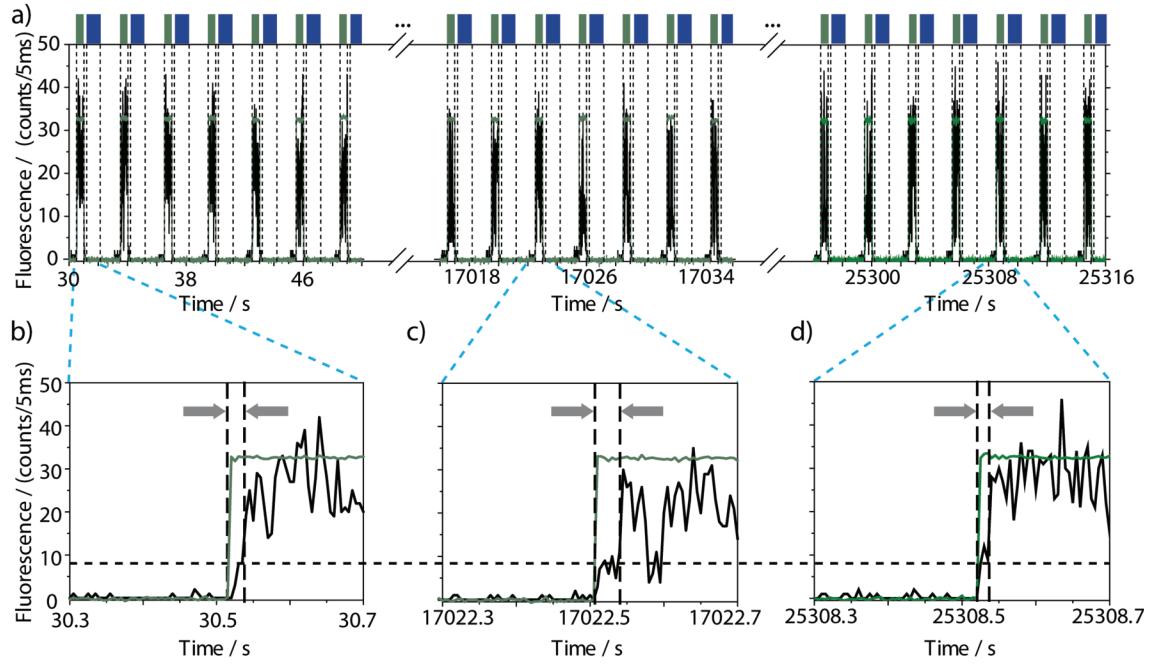 a)
... ...
Fluorescence / (counts/5ms)
50
40
30
20
10
0
30 38 46 17018 17026 17034 25300 25308 25316
Time / s Time / s Time / s
b) c) d)
Fluorescence / (counts/5ms)
50
40
30
20
10
0
30.3 30.5 30.7 17022.3 17022.5 17022.7 25308.3 25308.5 25308.7
Time / s Time / s Time / s